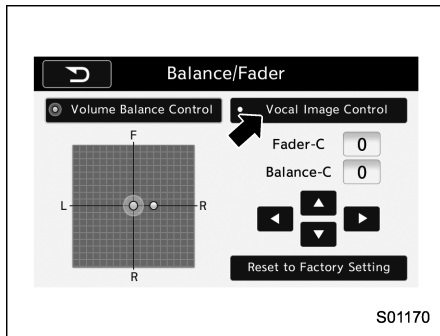 Balance/Fader
Volume Balance Control
Vocal Image Control
F
L
R
R
Fader-C 0
Balance-C 0
Reset to Factory Setting
S01170